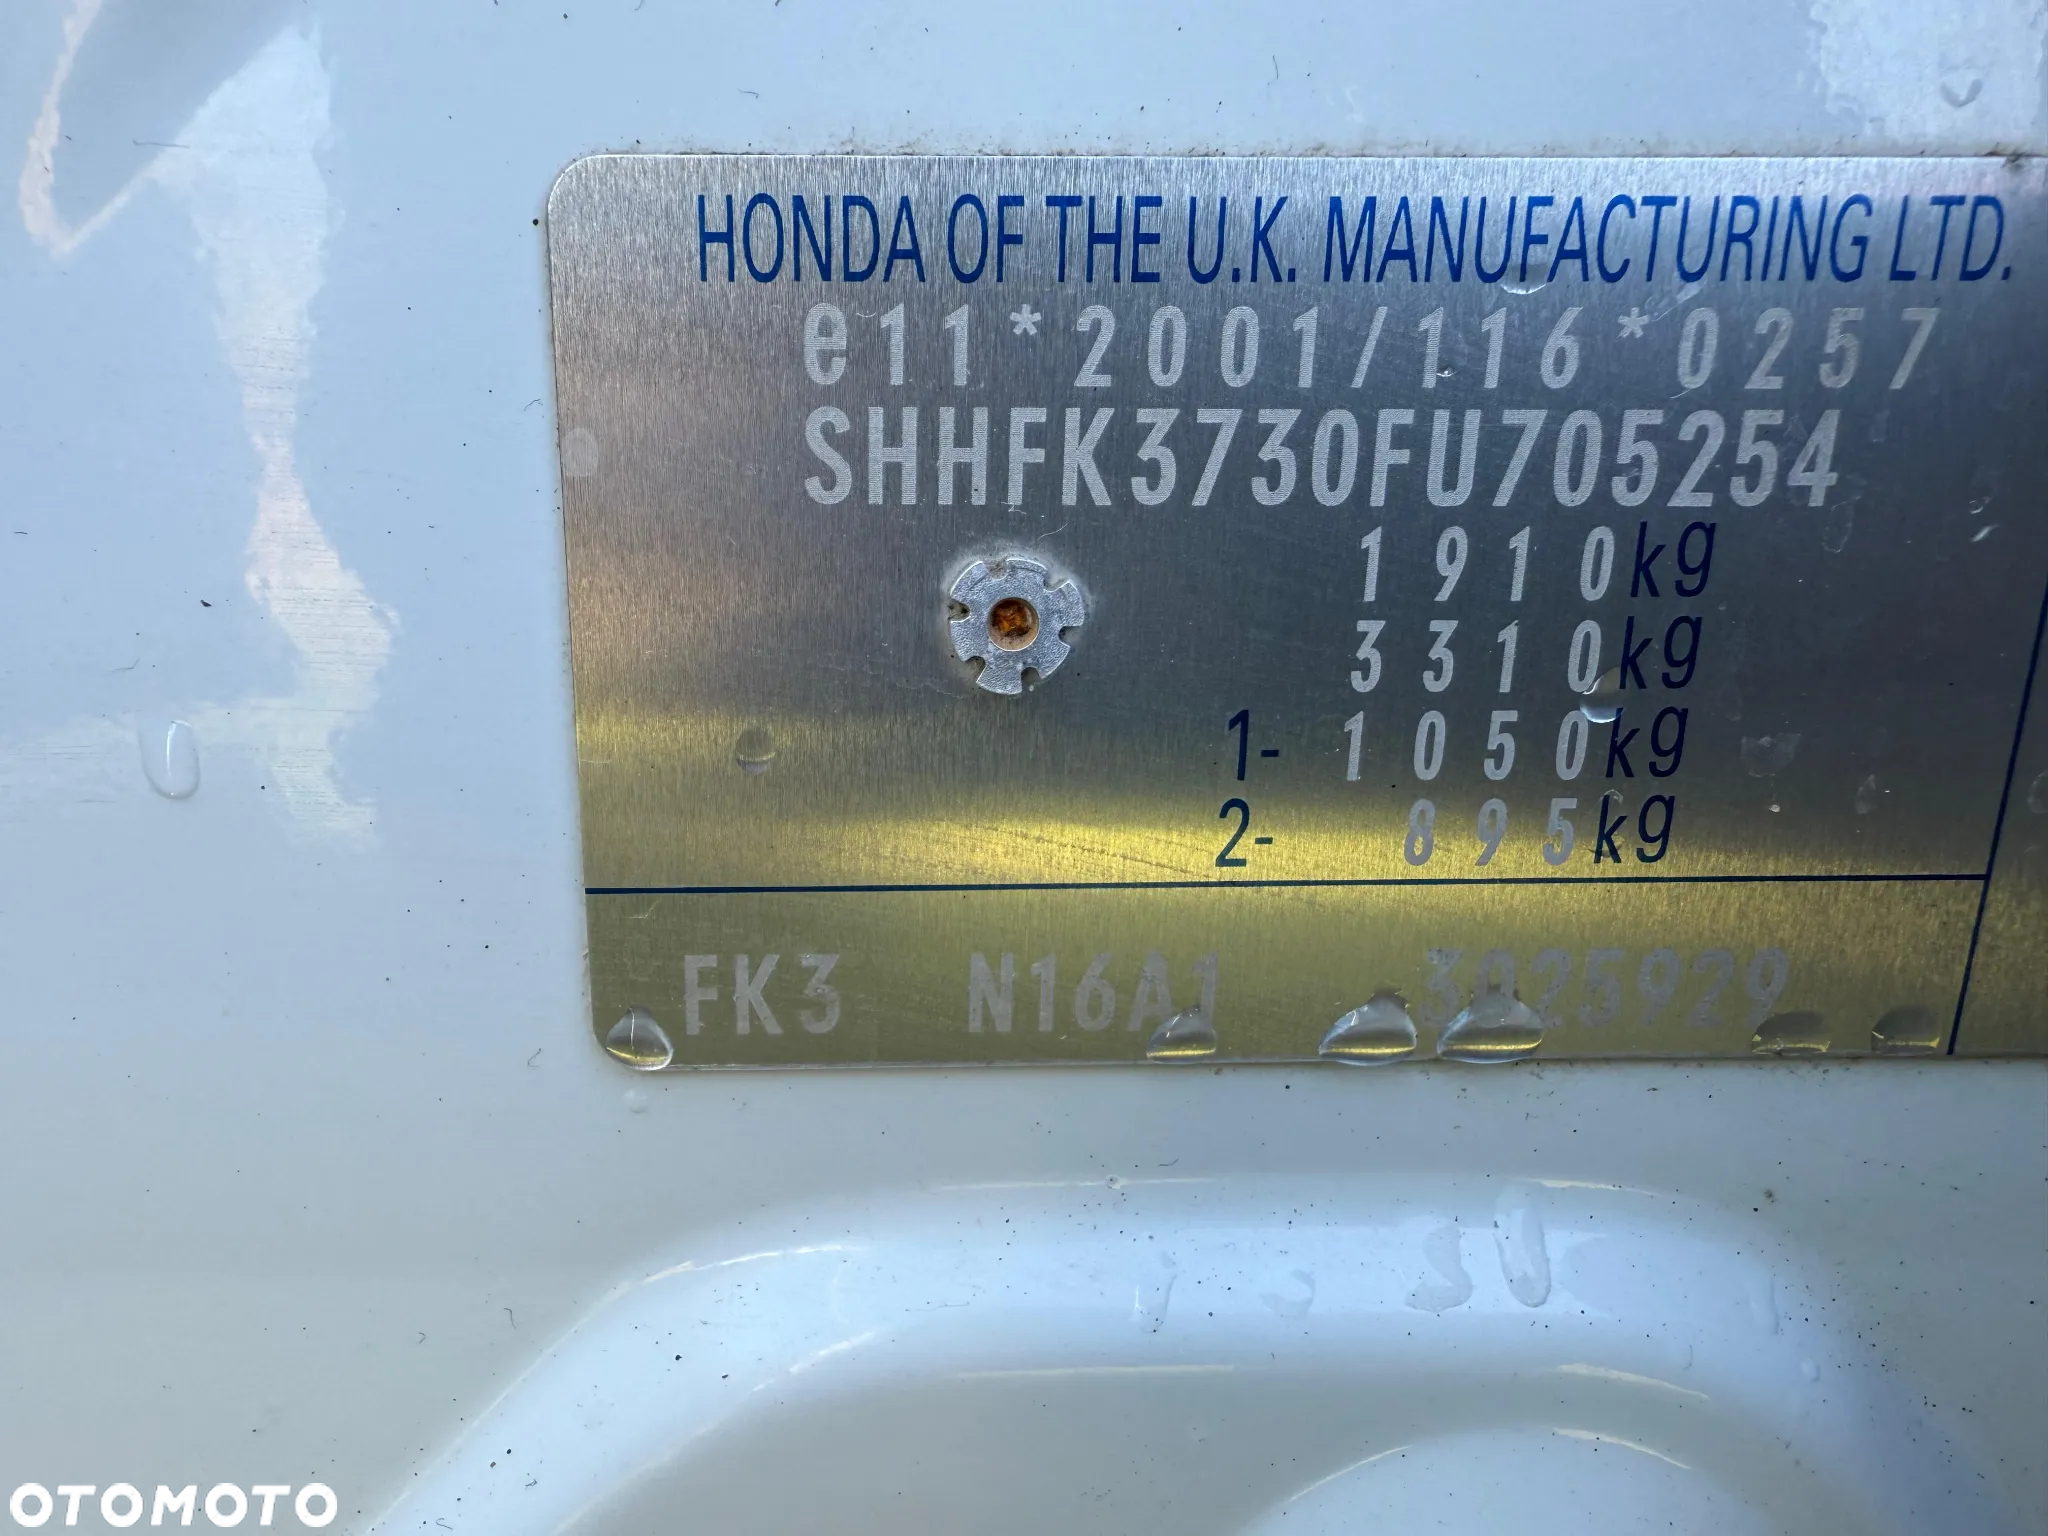 HONDA OF THE U.K. MANUFACTURING LTD.
e11*2001/116*0257
SHHFK3730FU705254
1910kg
3310kg
1- 1050kg
2- 895kg
FK3 N16A1 3025929
OTOMOTO